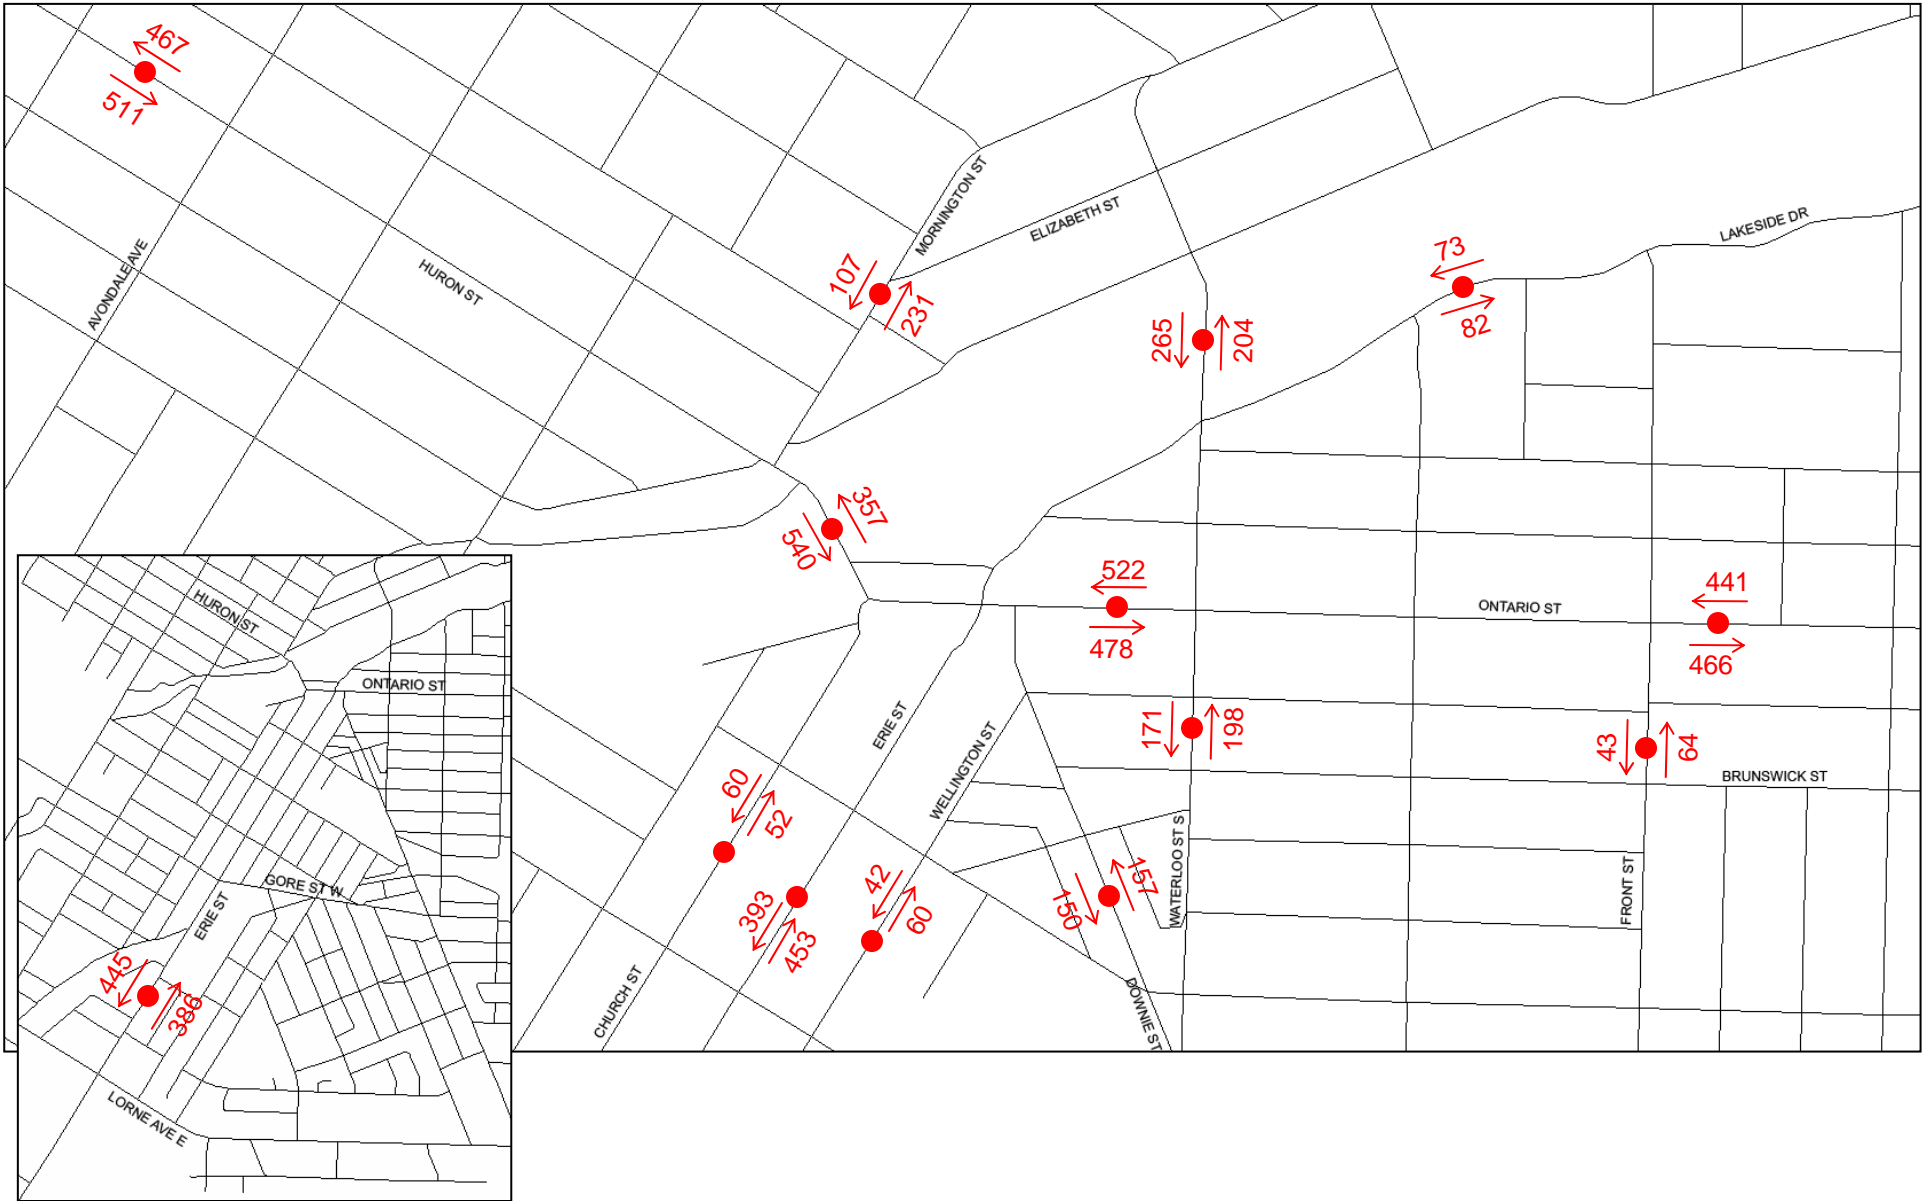 467
511
MORNINGTON ST
ELIZABETH ST
LAKESIDE DR
AVONDALE AVE
HURON ST
107
231
73
82
265
204
357
540
522
478
ONTARIO ST
441
466
171
198
43
64
BRUNSWICK ST
ERIE ST
WELLINGTON ST
60
52
393
453
42
60
150
157
WATERLOO ST S
FRONT ST
CHURCH ST
DOWNIE ST
HURON ST
ONTARIO ST
GORE ST W
ERIE ST
445
386
LORNE AVE E